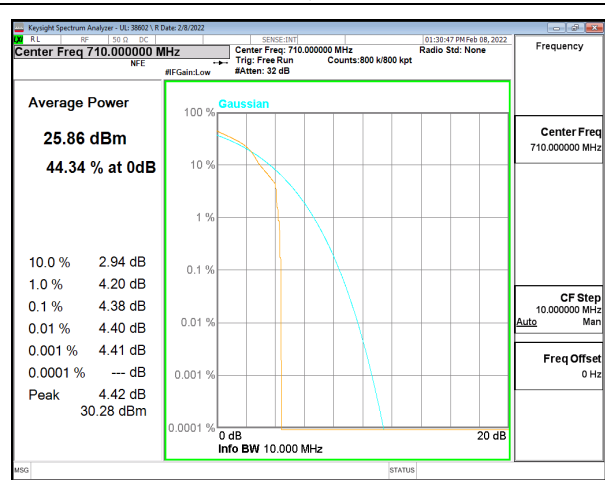 Keysight Spectrum Analyzer - UL: 38602 \ R Date: 2/8/2022
RL RF 50 Ω DC SENSE:INT 01:30:47 PM Feb 08, 2022
Center Freq 710.000000 MHz
NFE
#IFGain:Low
Center Freq: 710.000000 MHz
Trig: Free Run Counts:800 k/800 kpt
#Atten: 32 dB
Radio Std: None
Average Power
25.86 dBm
44.34 % at 0dB
10.0 % 2.94 dB
1.0 % 4.20 dB
0.1 % 4.38 dB
0.01 % 4.40 dB
0.001 % 4.41 dB
0.0001 % --- dB
Peak 4.42 dB
30.28 dBm
Gaussian
100 %
10 %
1 %
0.1 %
0.01 %
0.001 %
0.0001 %
0 dB 20 dB
Info BW 10.000 MHz
Frequency
Center Freq
710.000000 MHz
CF Step
10.000000 MHz
Auto Man
Freq Offset
0 Hz
MSG STATUS